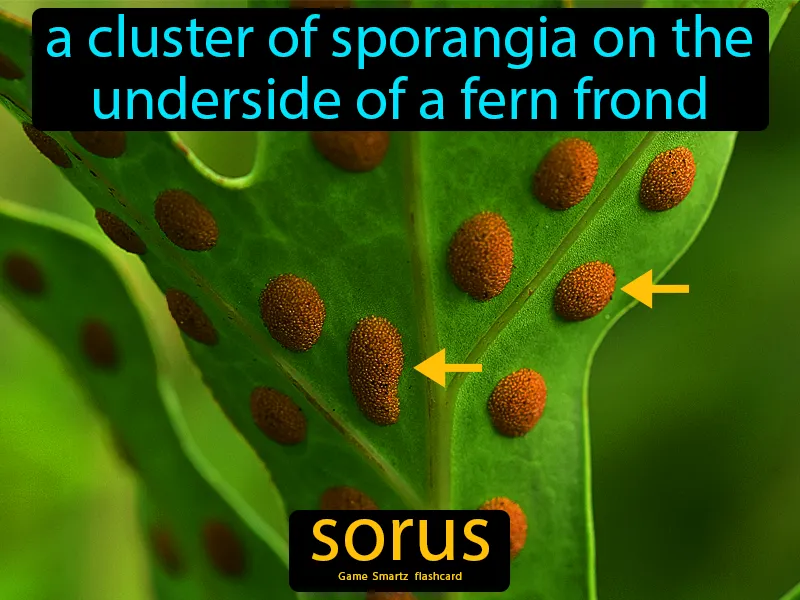 a cluster of sporangia on the
underside of a fern frond
sorus
Game Smartz flashcard